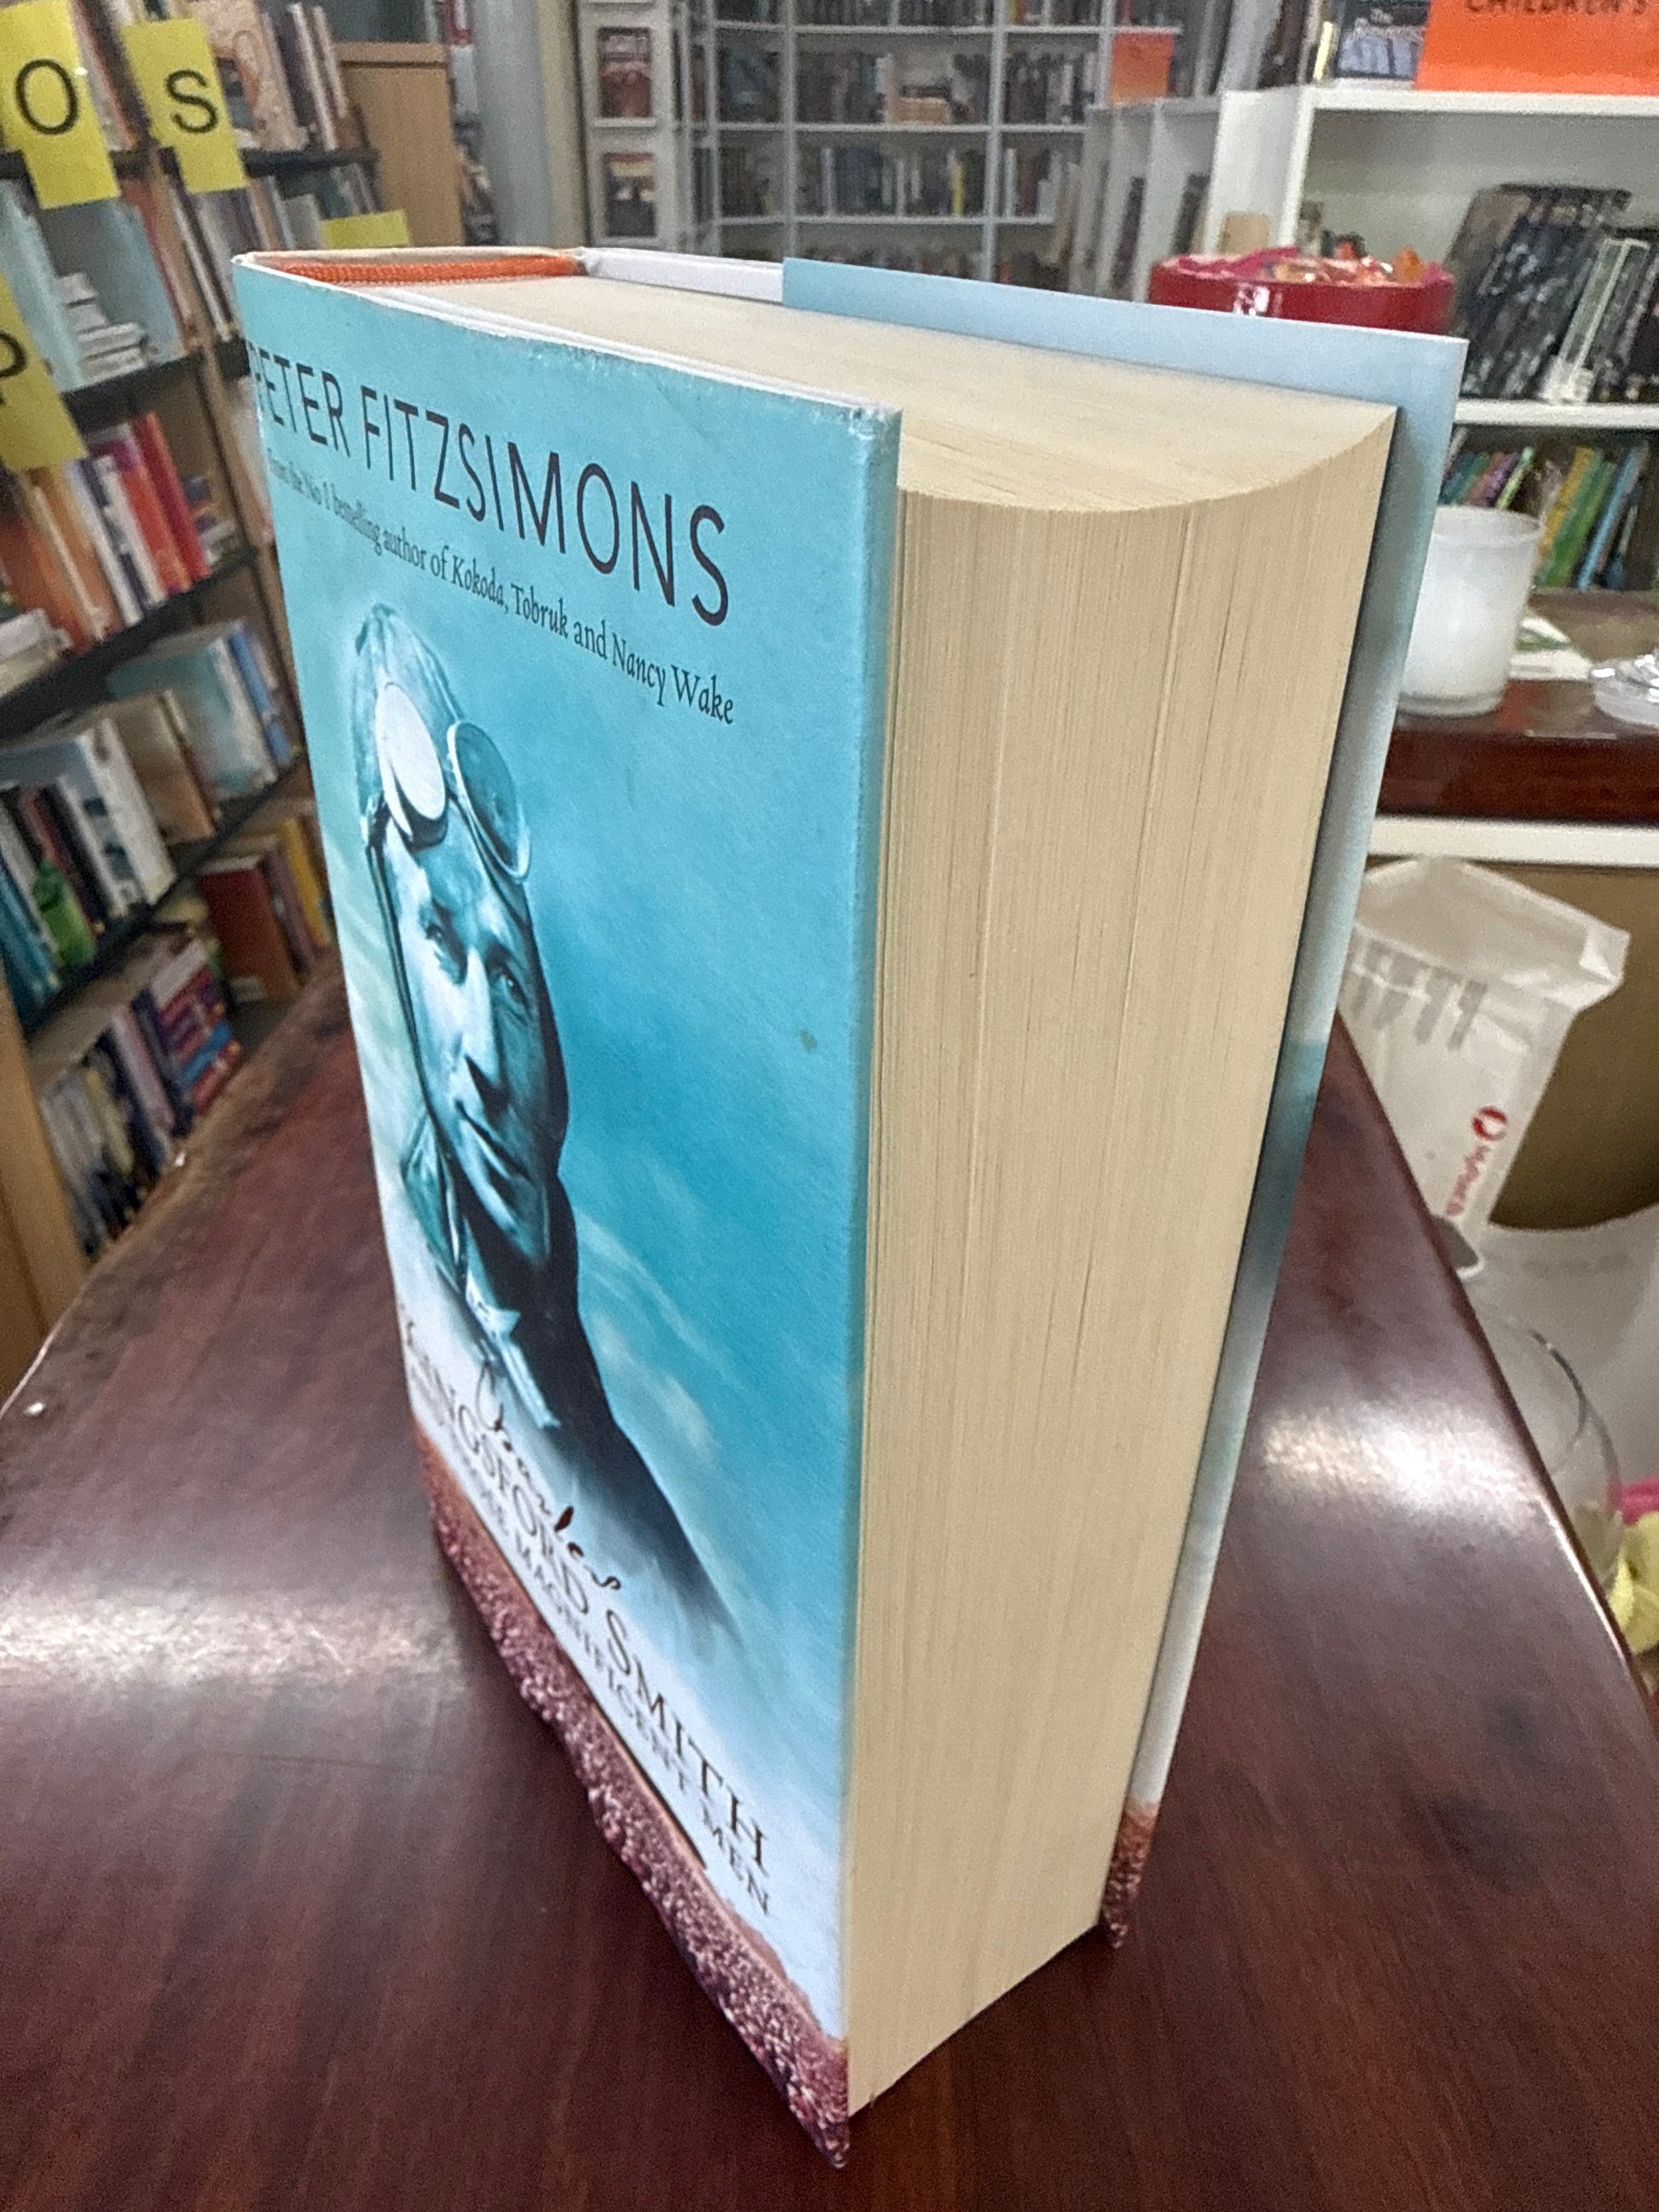 O
S
P
CHILDREN'S
PETER FITZSIMONS
From the No 1 bestselling author of Kokoda, Tobruk and Nancy Wake
Charles
KINGSFORD SMITH
MAGNIFICENT MEN